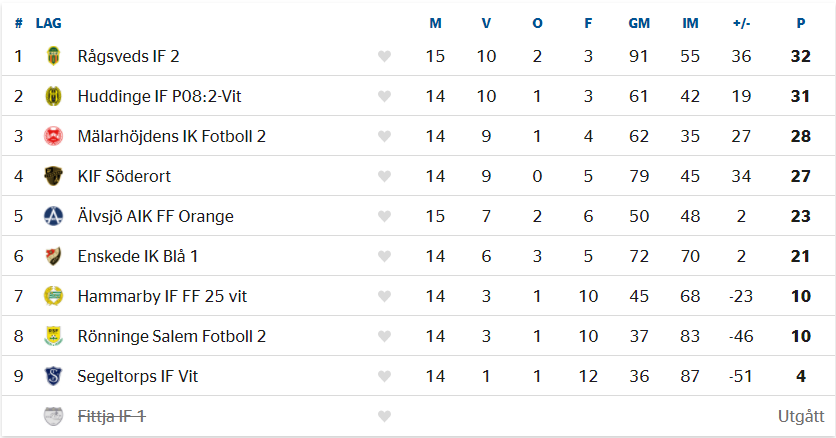 # LAG M V O F GM IM +/- P
1 Rågsveds IF 2 15 10 2 3 91 55 36 32
2 Huddinge IF P08:2-Vit 14 10 1 3 61 42 19 31
3 Mälarhöjdens IK Fotboll 2 14 9 1 4 62 35 27 28
4 KIF Söderort 14 9 0 5 79 45 34 27
5 Älvsjö AIK FF Orange 15 7 2 6 50 48 2 23
6 Enskede IK Blå 1 14 6 3 5 72 70 2 21
7 Hammarby IF FF 25 vit 14 3 1 10 45 68 -23 10
8 Rönninge Salem Fotboll 2 14 3 1 10 37 83 -46 10
9 Segeltorps IF Vit 14 1 1 12 36 87 -51 4
Fittja IF 1 Utgått